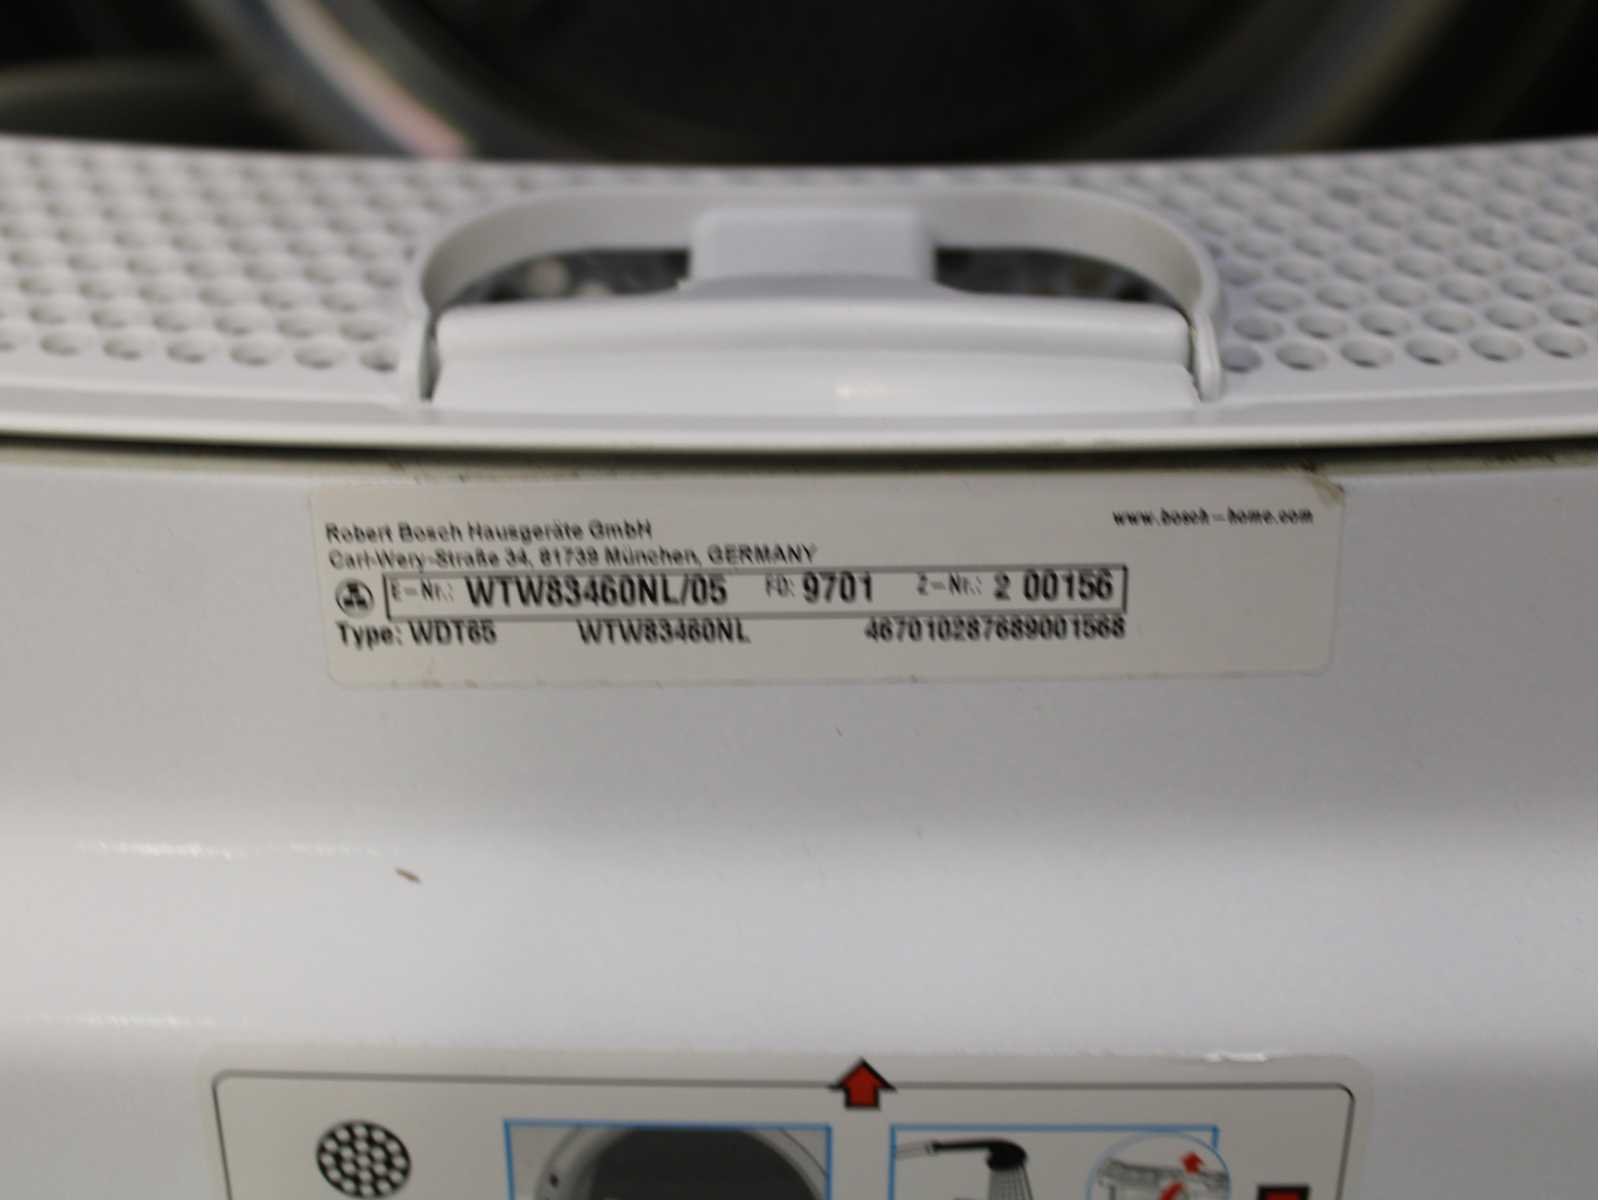 Robert Bosch Hausgeräte GmbH
www.bosch-home.com
Carl-Wery-Straße 34, 81739 München, GERMANY
E-Nr.: WTW83460NL/05 FD: 9701 Z-Nr.: 2 00156
Type: WDT65 WTW83460NL 467010287689001568